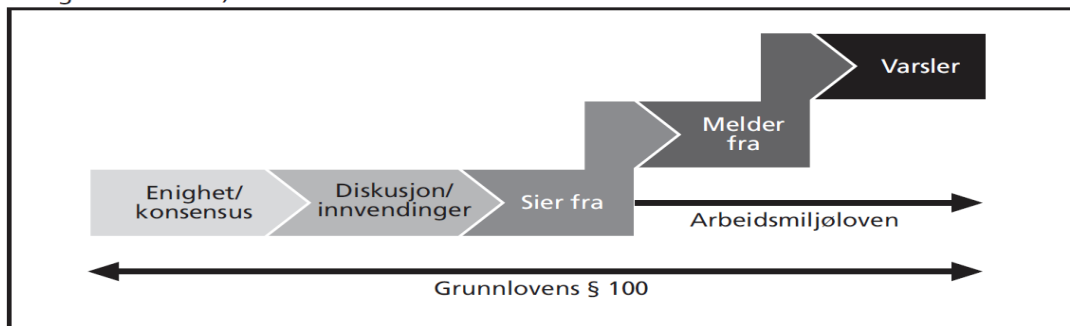 Varsler
Melder
fra
Enighet/
konsensus
Diskusjon/
innvendinger
Sier fra
Arbeidsmiljøloven
Grunnlovens § 100